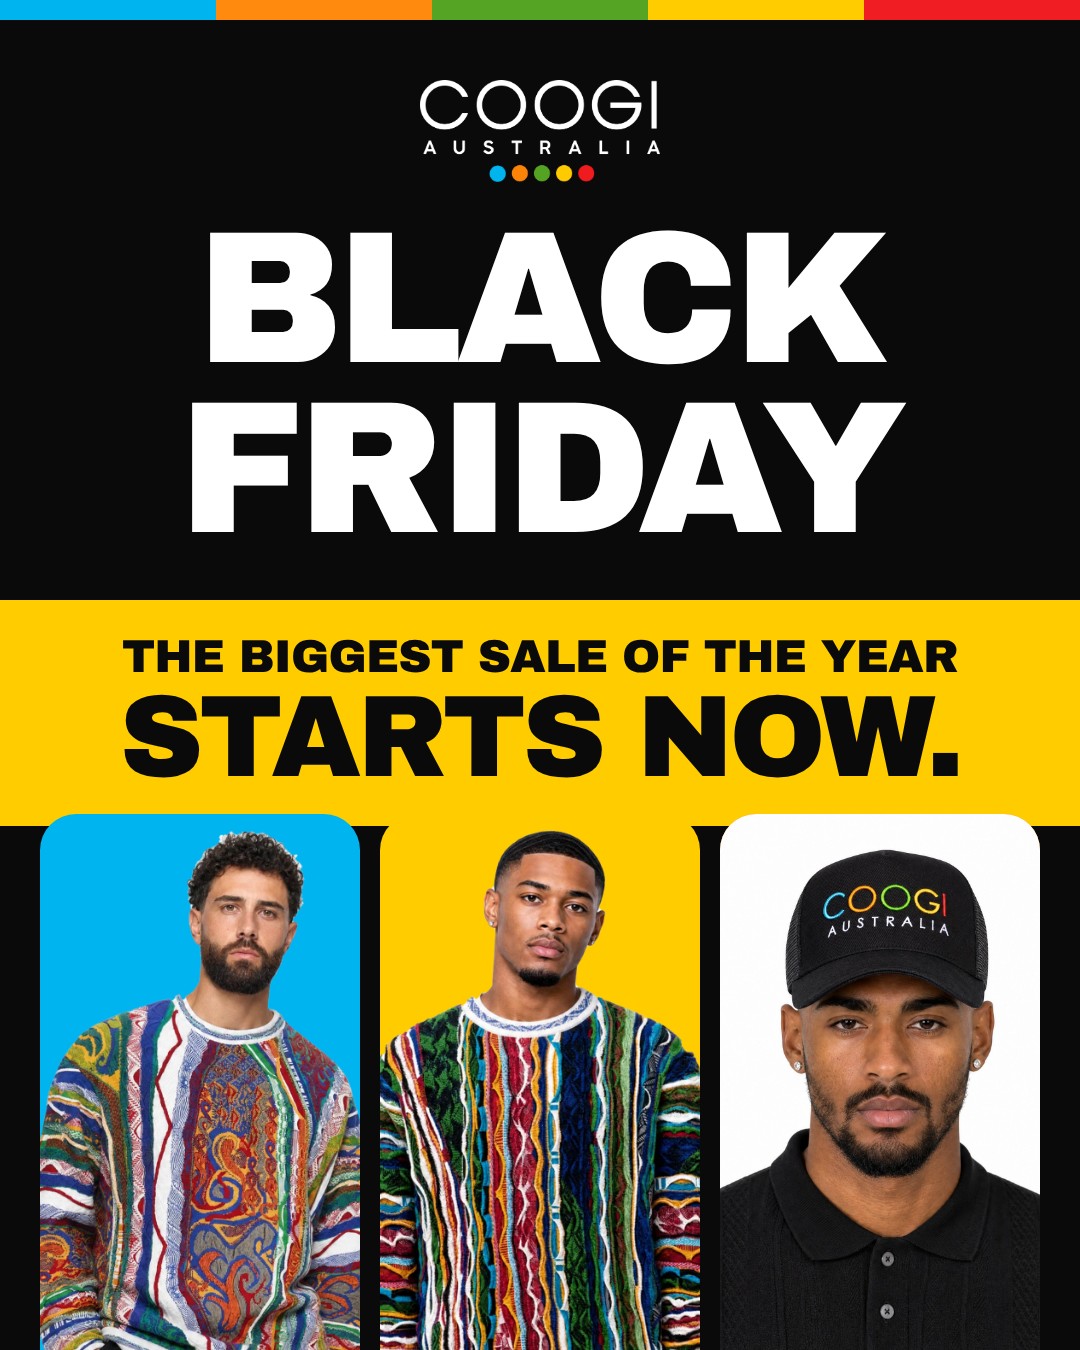 COOGI
AUSTRALIA
BLACK
FRIDAY
THE BIGGEST SALE OF THE YEAR
STARTS NOW.
COOGI
AUSTRALIA